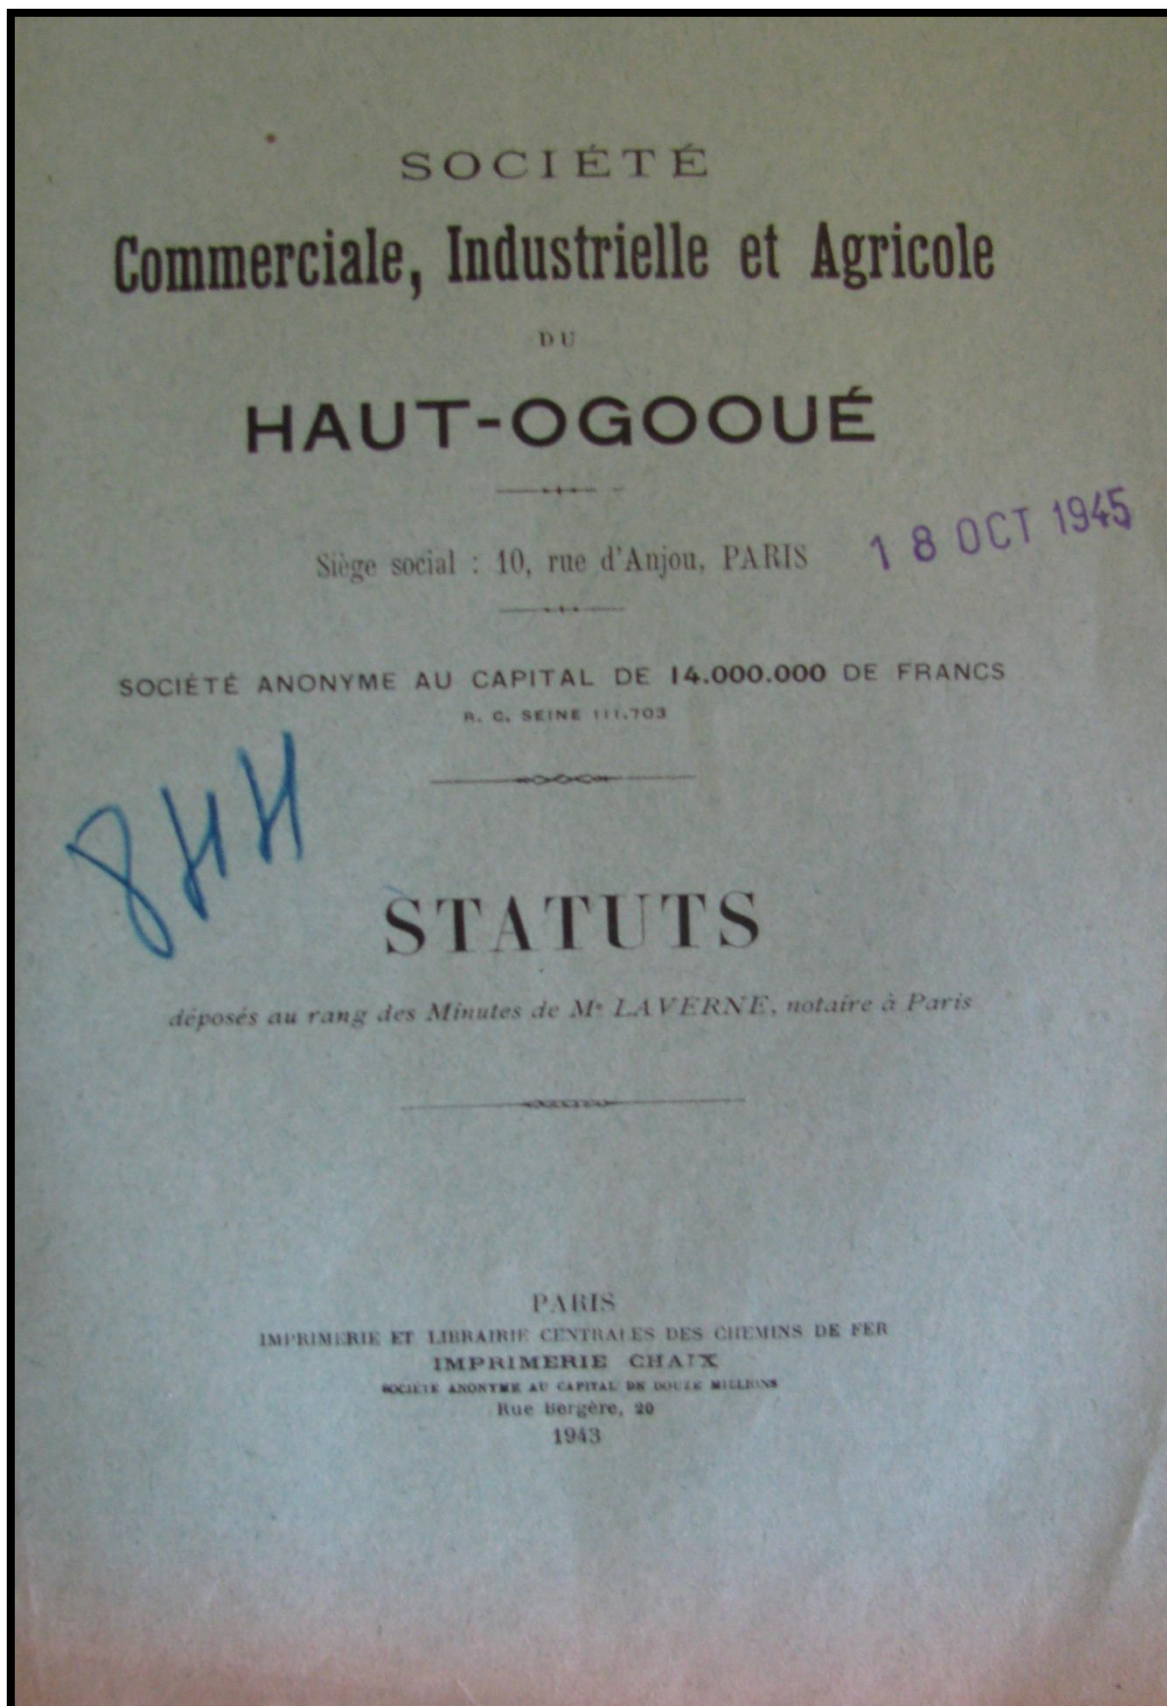 SOCIÉTÉ
Commerciale, Industrielle et Agricole
DU
HAUT-OGOOUÉ
Siège social : 10, rue d'Anjou, PARIS
18 OCT 1945
SOCIÉTÉ ANONYME AU CAPITAL DE 14.000.000 DE FRANCS
R. C. SEINE 111.703
8HH
STATUTS
déposés au rang des Minutes de Me LAVERNE, notaire à Paris
PARIS
IMPRIMERIE ET LIBRAIRIE CENTRALES DES CHEMINS DE FER
IMPRIMERIE CHAIX
SOCIÉTÉ ANONYME AU CAPITAL DE DOUZE MILLIONS
Rue Bergère, 20
1943